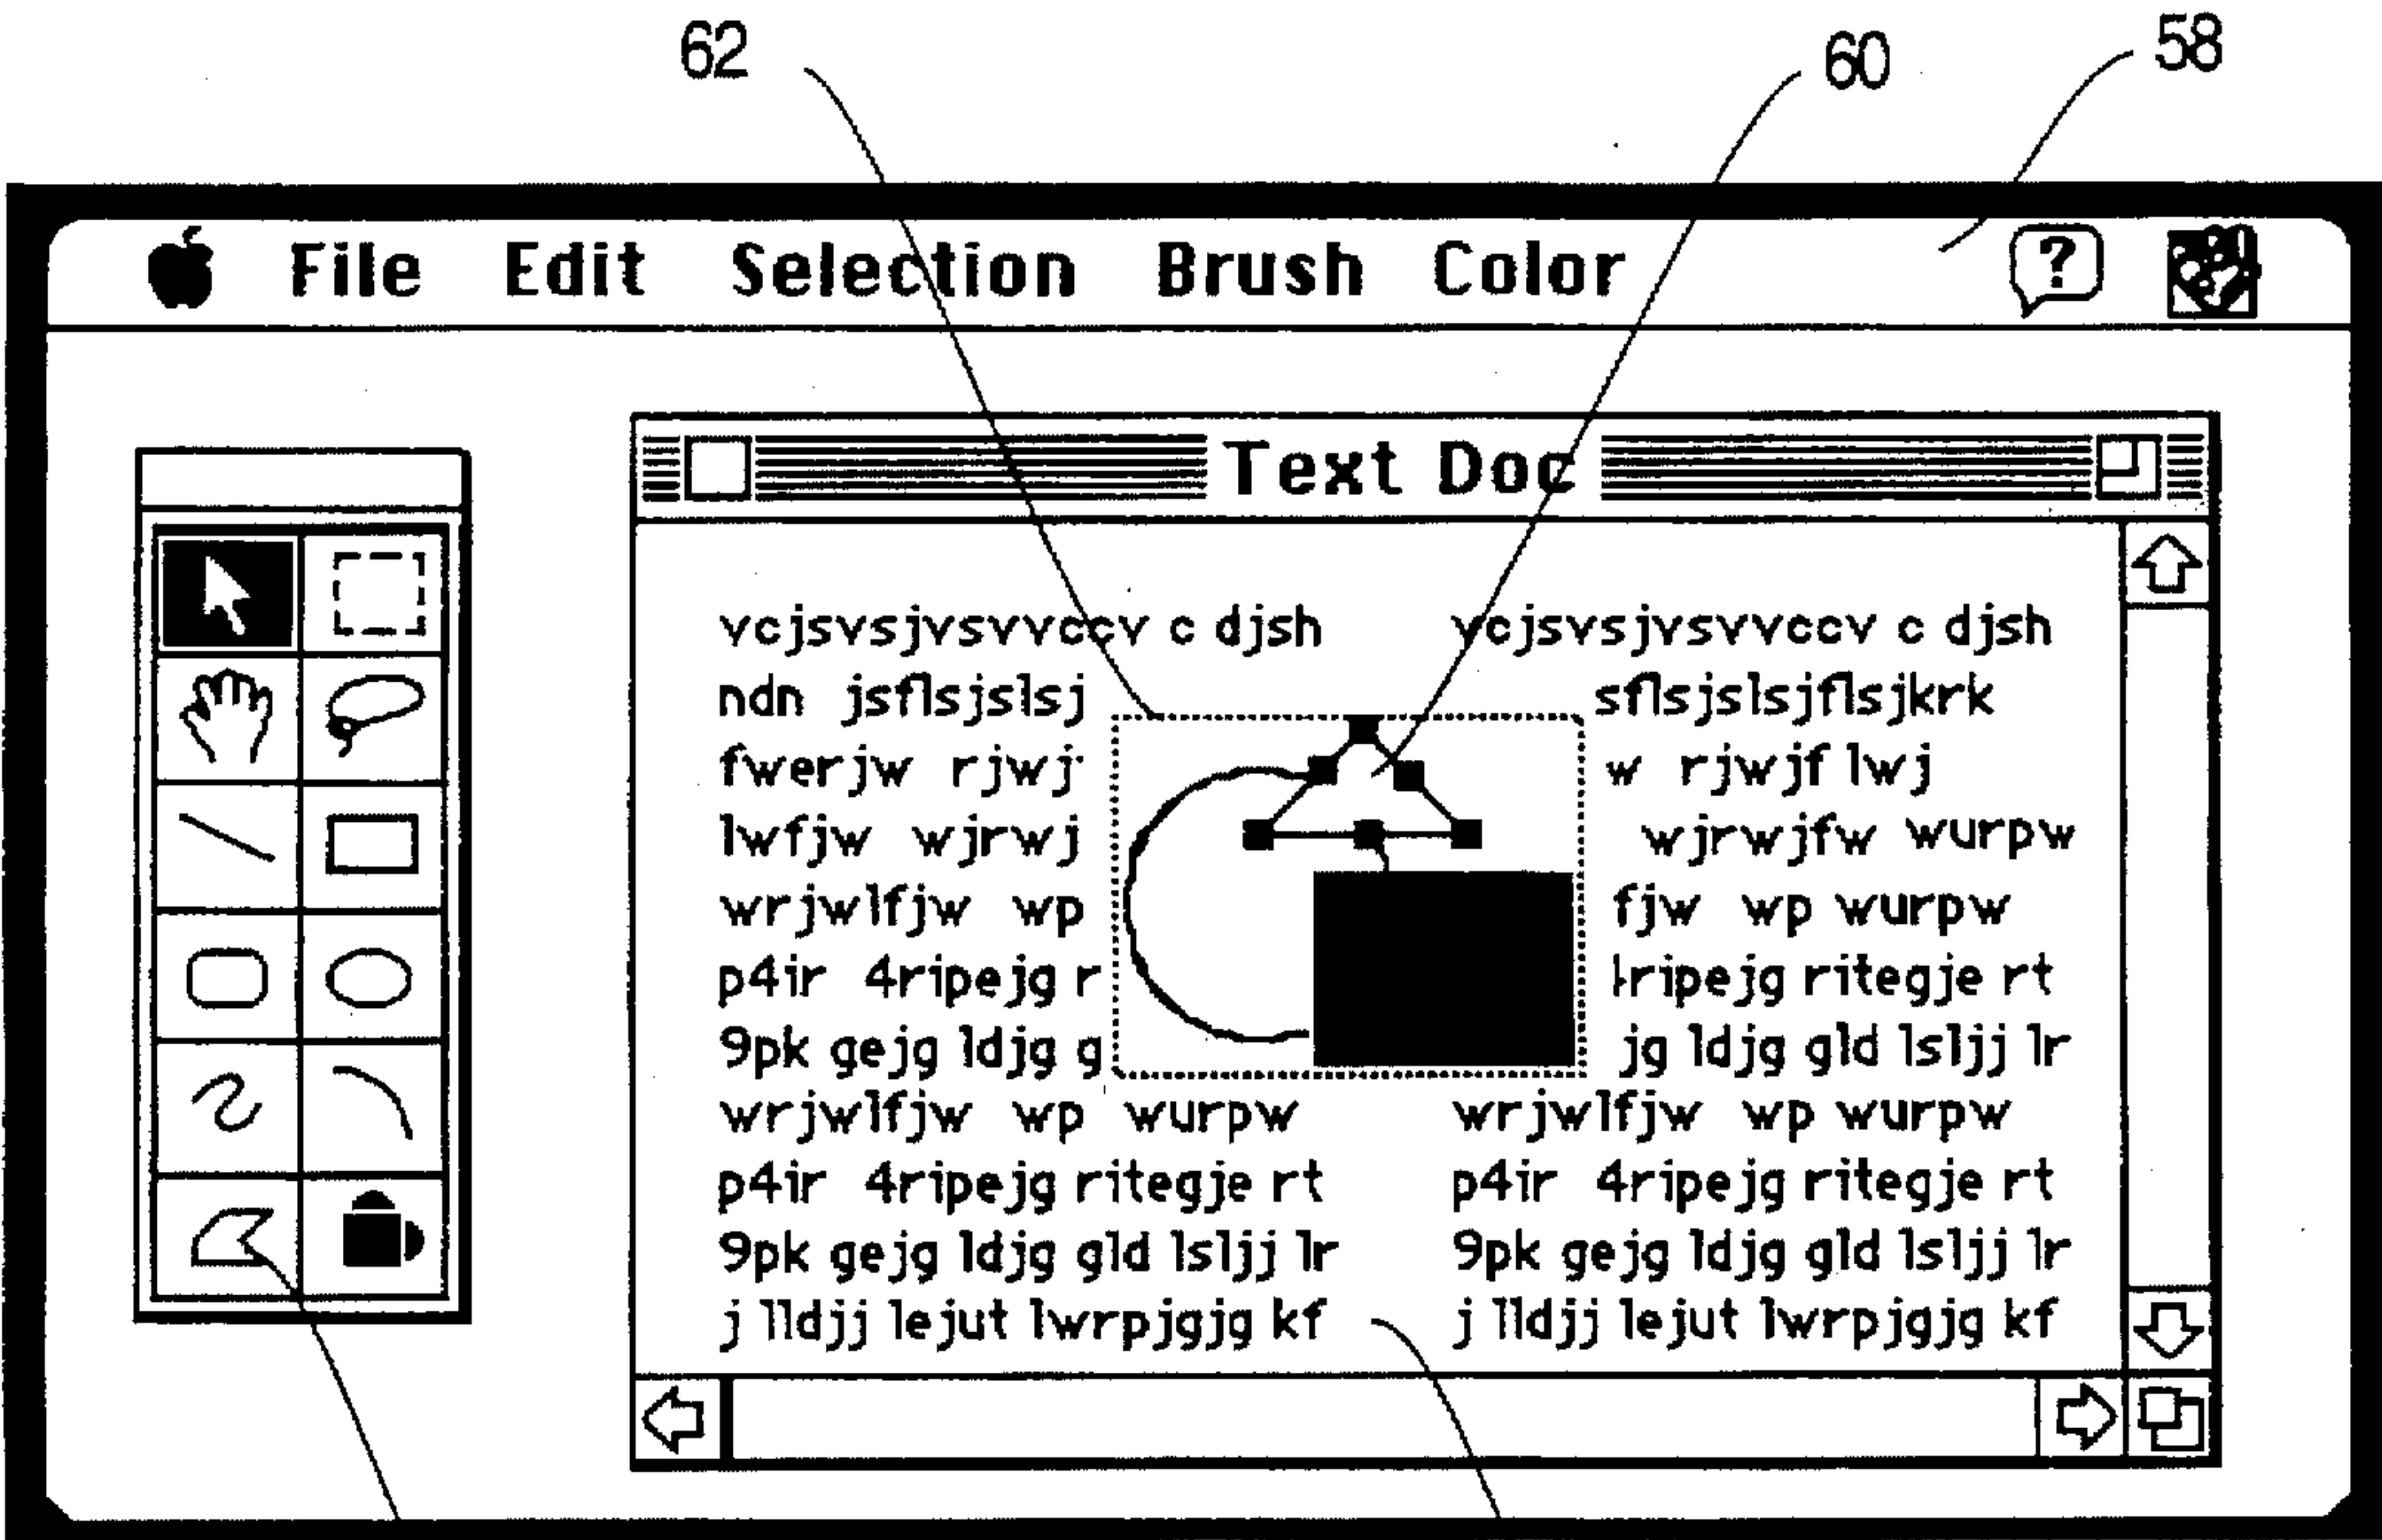 62 60 58
File Edit Selection Brush Color ?
Text Doc
vcjsvsjvsvvccv c djsh vcjsvsjvsvvccv c djsh
ndn jsflsjslsj sflsjslsjflsjkrk
fwerjw rjwj w rjwjf lwj
lwfjw wjrwj wjrwjfw wurpw
wrjwlfjw wp fjw wp wurpw
p4ir 4ripejg r ripejg ritegje rt
9pk gejg ldjg g jg ldjg gld lsljj lr
wrjwlfjw wp wurpw wrjwlfjw wp wurpw
p4ir 4ripejg ritegje rt p4ir 4ripejg ritegje rt
9pk gejg ldjg gld lsljj lr 9pk gejg ldjg gld lsljj lr
j lldjj lejut lwrpjgjg kf j lldjj lejut lwrpjgjg kf